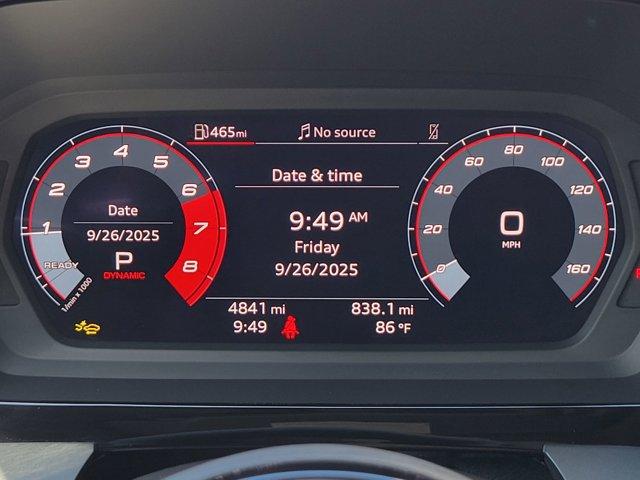 465 mi
No source
Date & time
9:49 AM
Friday
9/26/2025
4841 mi
838.1 mi
9:49
86 °F
Date
9/26/2025
P
DYNAMIC
READY
1/min x 1000
1
2
3
4
5
6
7
8
0
MPH
0
20
40
60
80
100
120
140
160